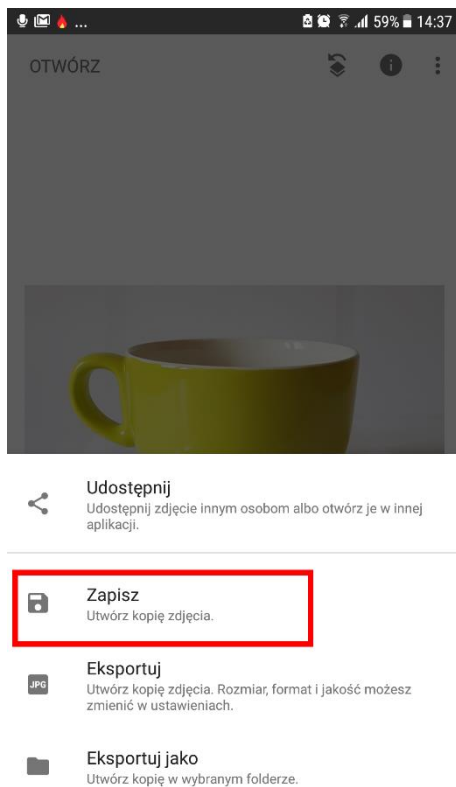 ... 59% 14:37
OTWÓRZ
Udostępnij
Udostępnij zdjęcie innym osobom albo otwórz je w innej
aplikacji.
Zapisz
Utwórz kopię zdjęcia.
Eksportuj
JPG
Utwórz kopię zdjęcia. Rozmiar, format i jakość możesz
zmienić w ustawieniach.
Eksportuj jako
Utwórz kopię w wybranym folderze.